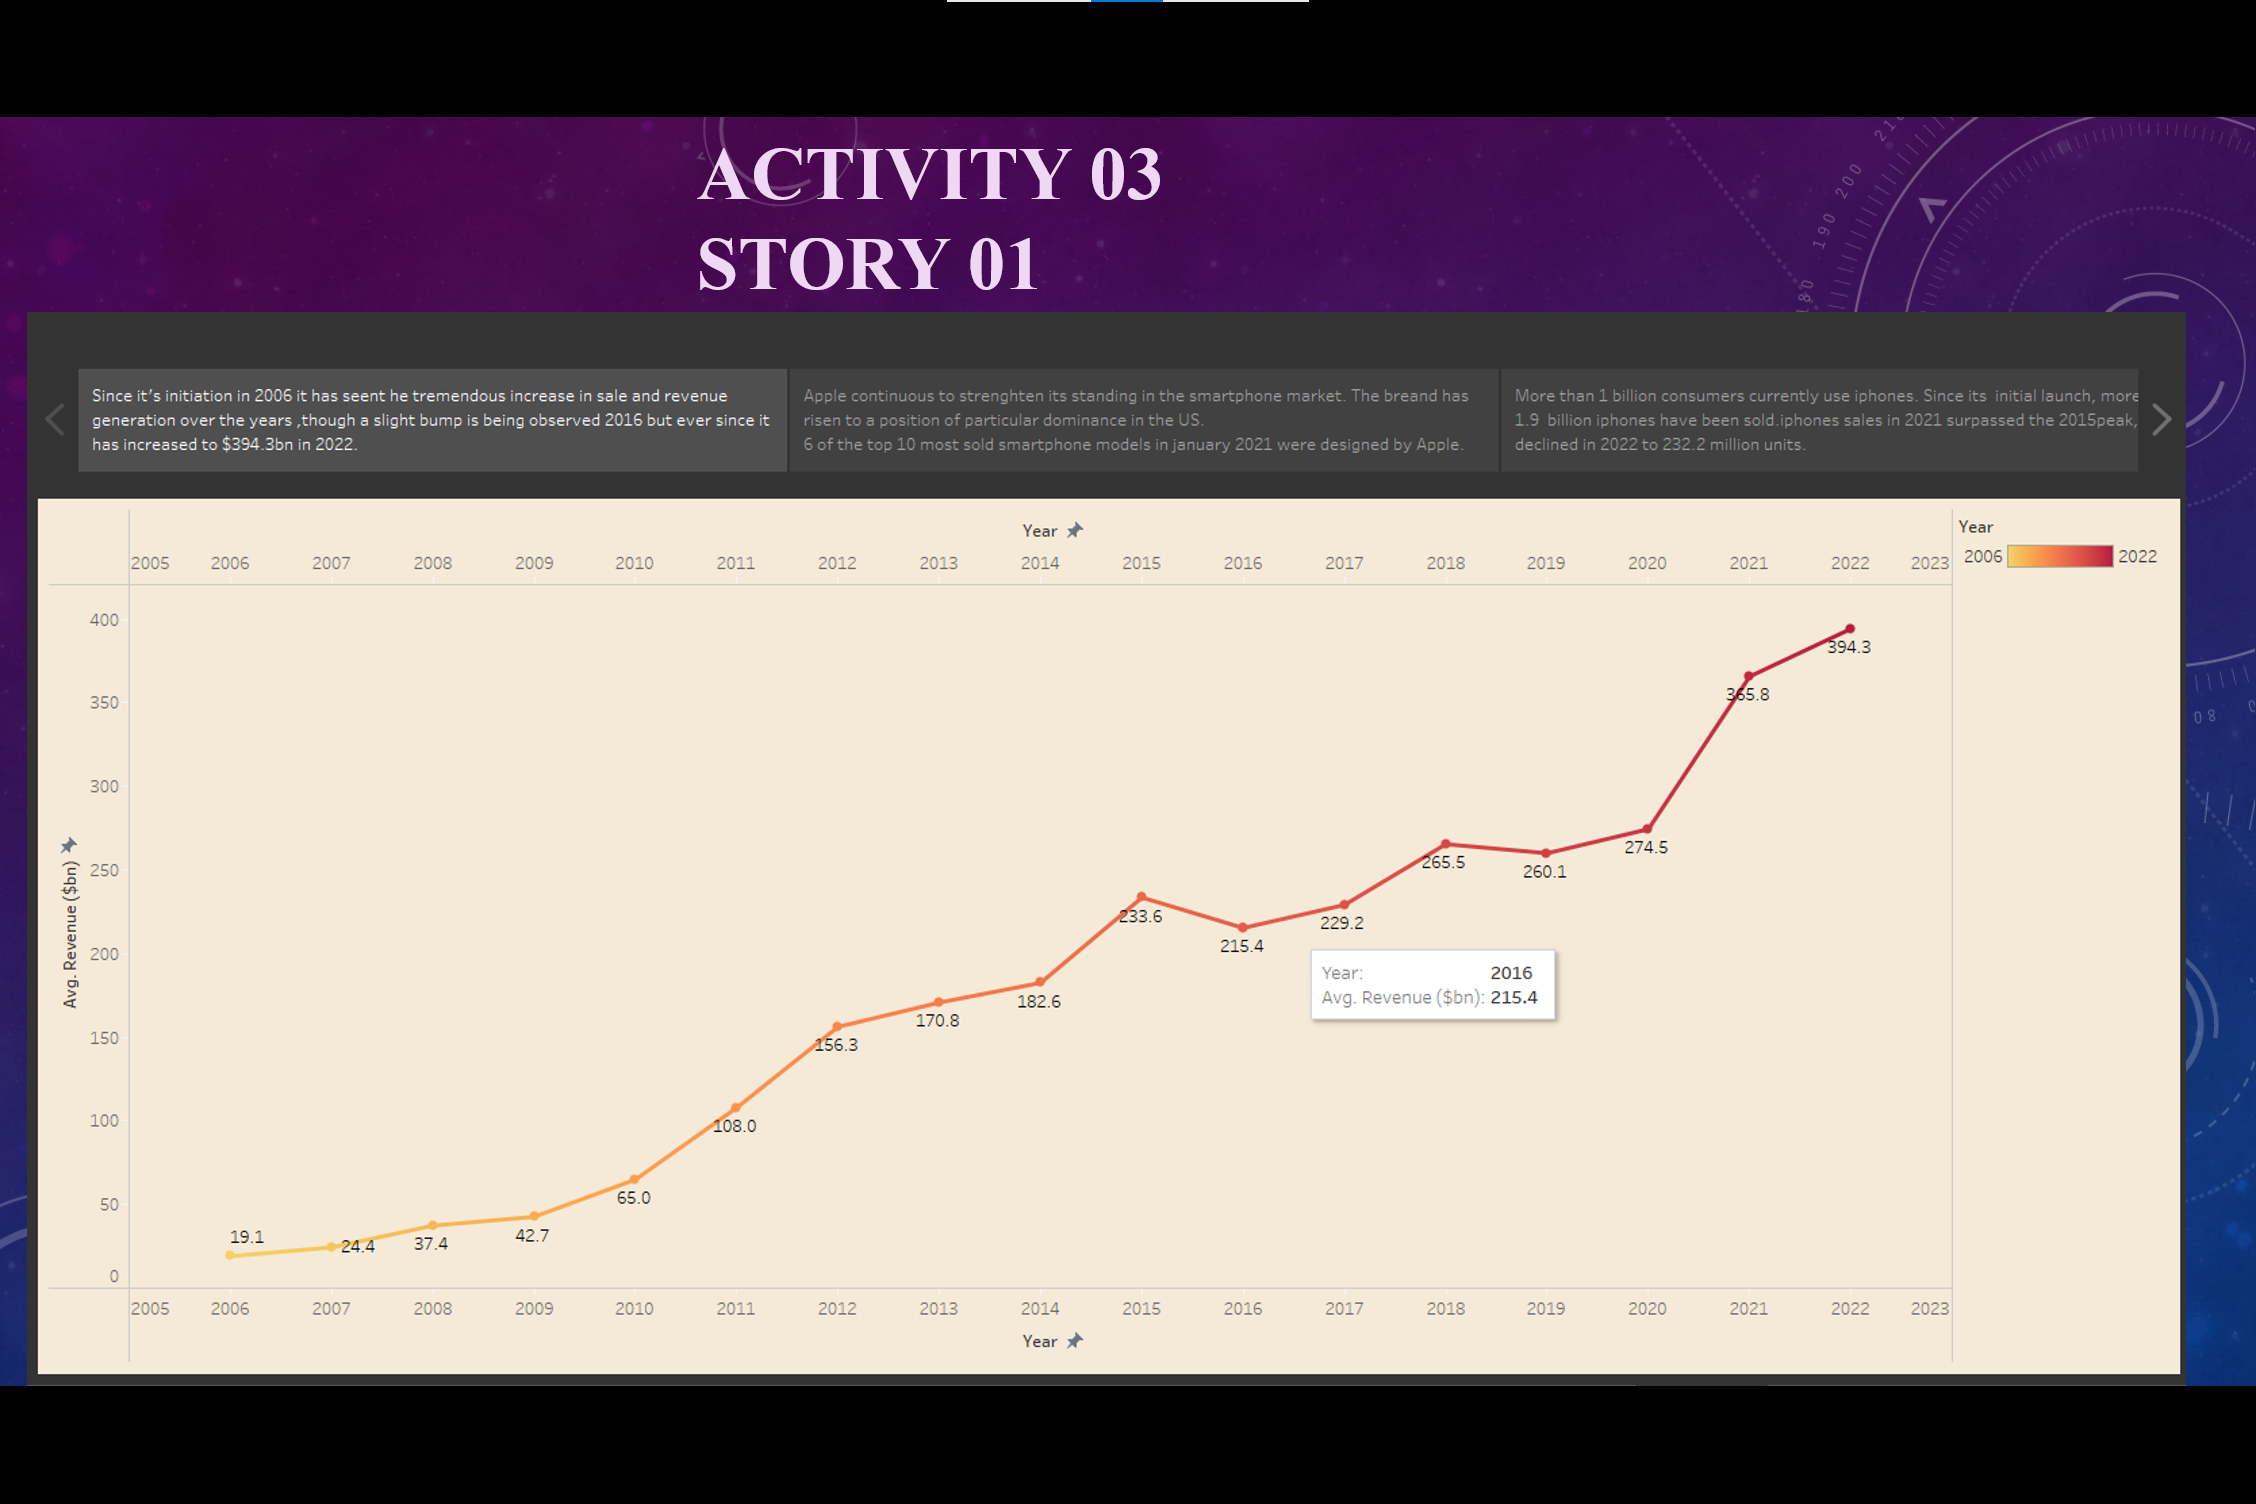 ACTIVITY 03
STORY 01
Since it's initiation in 2006 it has seent he tremendous increase in sale and revenue
generation over the years ,though a slight bump is being observed 2016 but ever since it
has increased to $394.3bn in 2022.
Apple continuous to strenghten its standing in the smartphone market. The breand has
risen to a position of particular dominance in the US.
6 of the top 10 most sold smartphone models in january 2021 were designed by Apple.
More than 1 billion consumers currently use iphones. Since its initial launch, more
1.9 billion iphones have been sold.iphones sales in 2021 surpassed the 2015peak,
declined in 2022 to 232.2 million units.
Year
2005 2006 2007 2008 2009 2010 2011 2012 2013 2014 2015 2016 2017 2018 2019 2020 2021 2022 2023
Year
2006 2022
Avg. Revenue ($bn)
400
350
300
250
200
150
100
50
0
19.1
24.4
37.4
42.7
65.0
108.0
156.3
170.8
182.6
233.6
215.4
229.2
265.5
260.1
274.5
365.8
394.3
Year: 2016
Avg. Revenue ($bn): 215.4
2005 2006 2007 2008 2009 2010 2011 2012 2013 2014 2015 2016 2017 2018 2019 2020 2021 2022 2023
Year
180 190 200
80